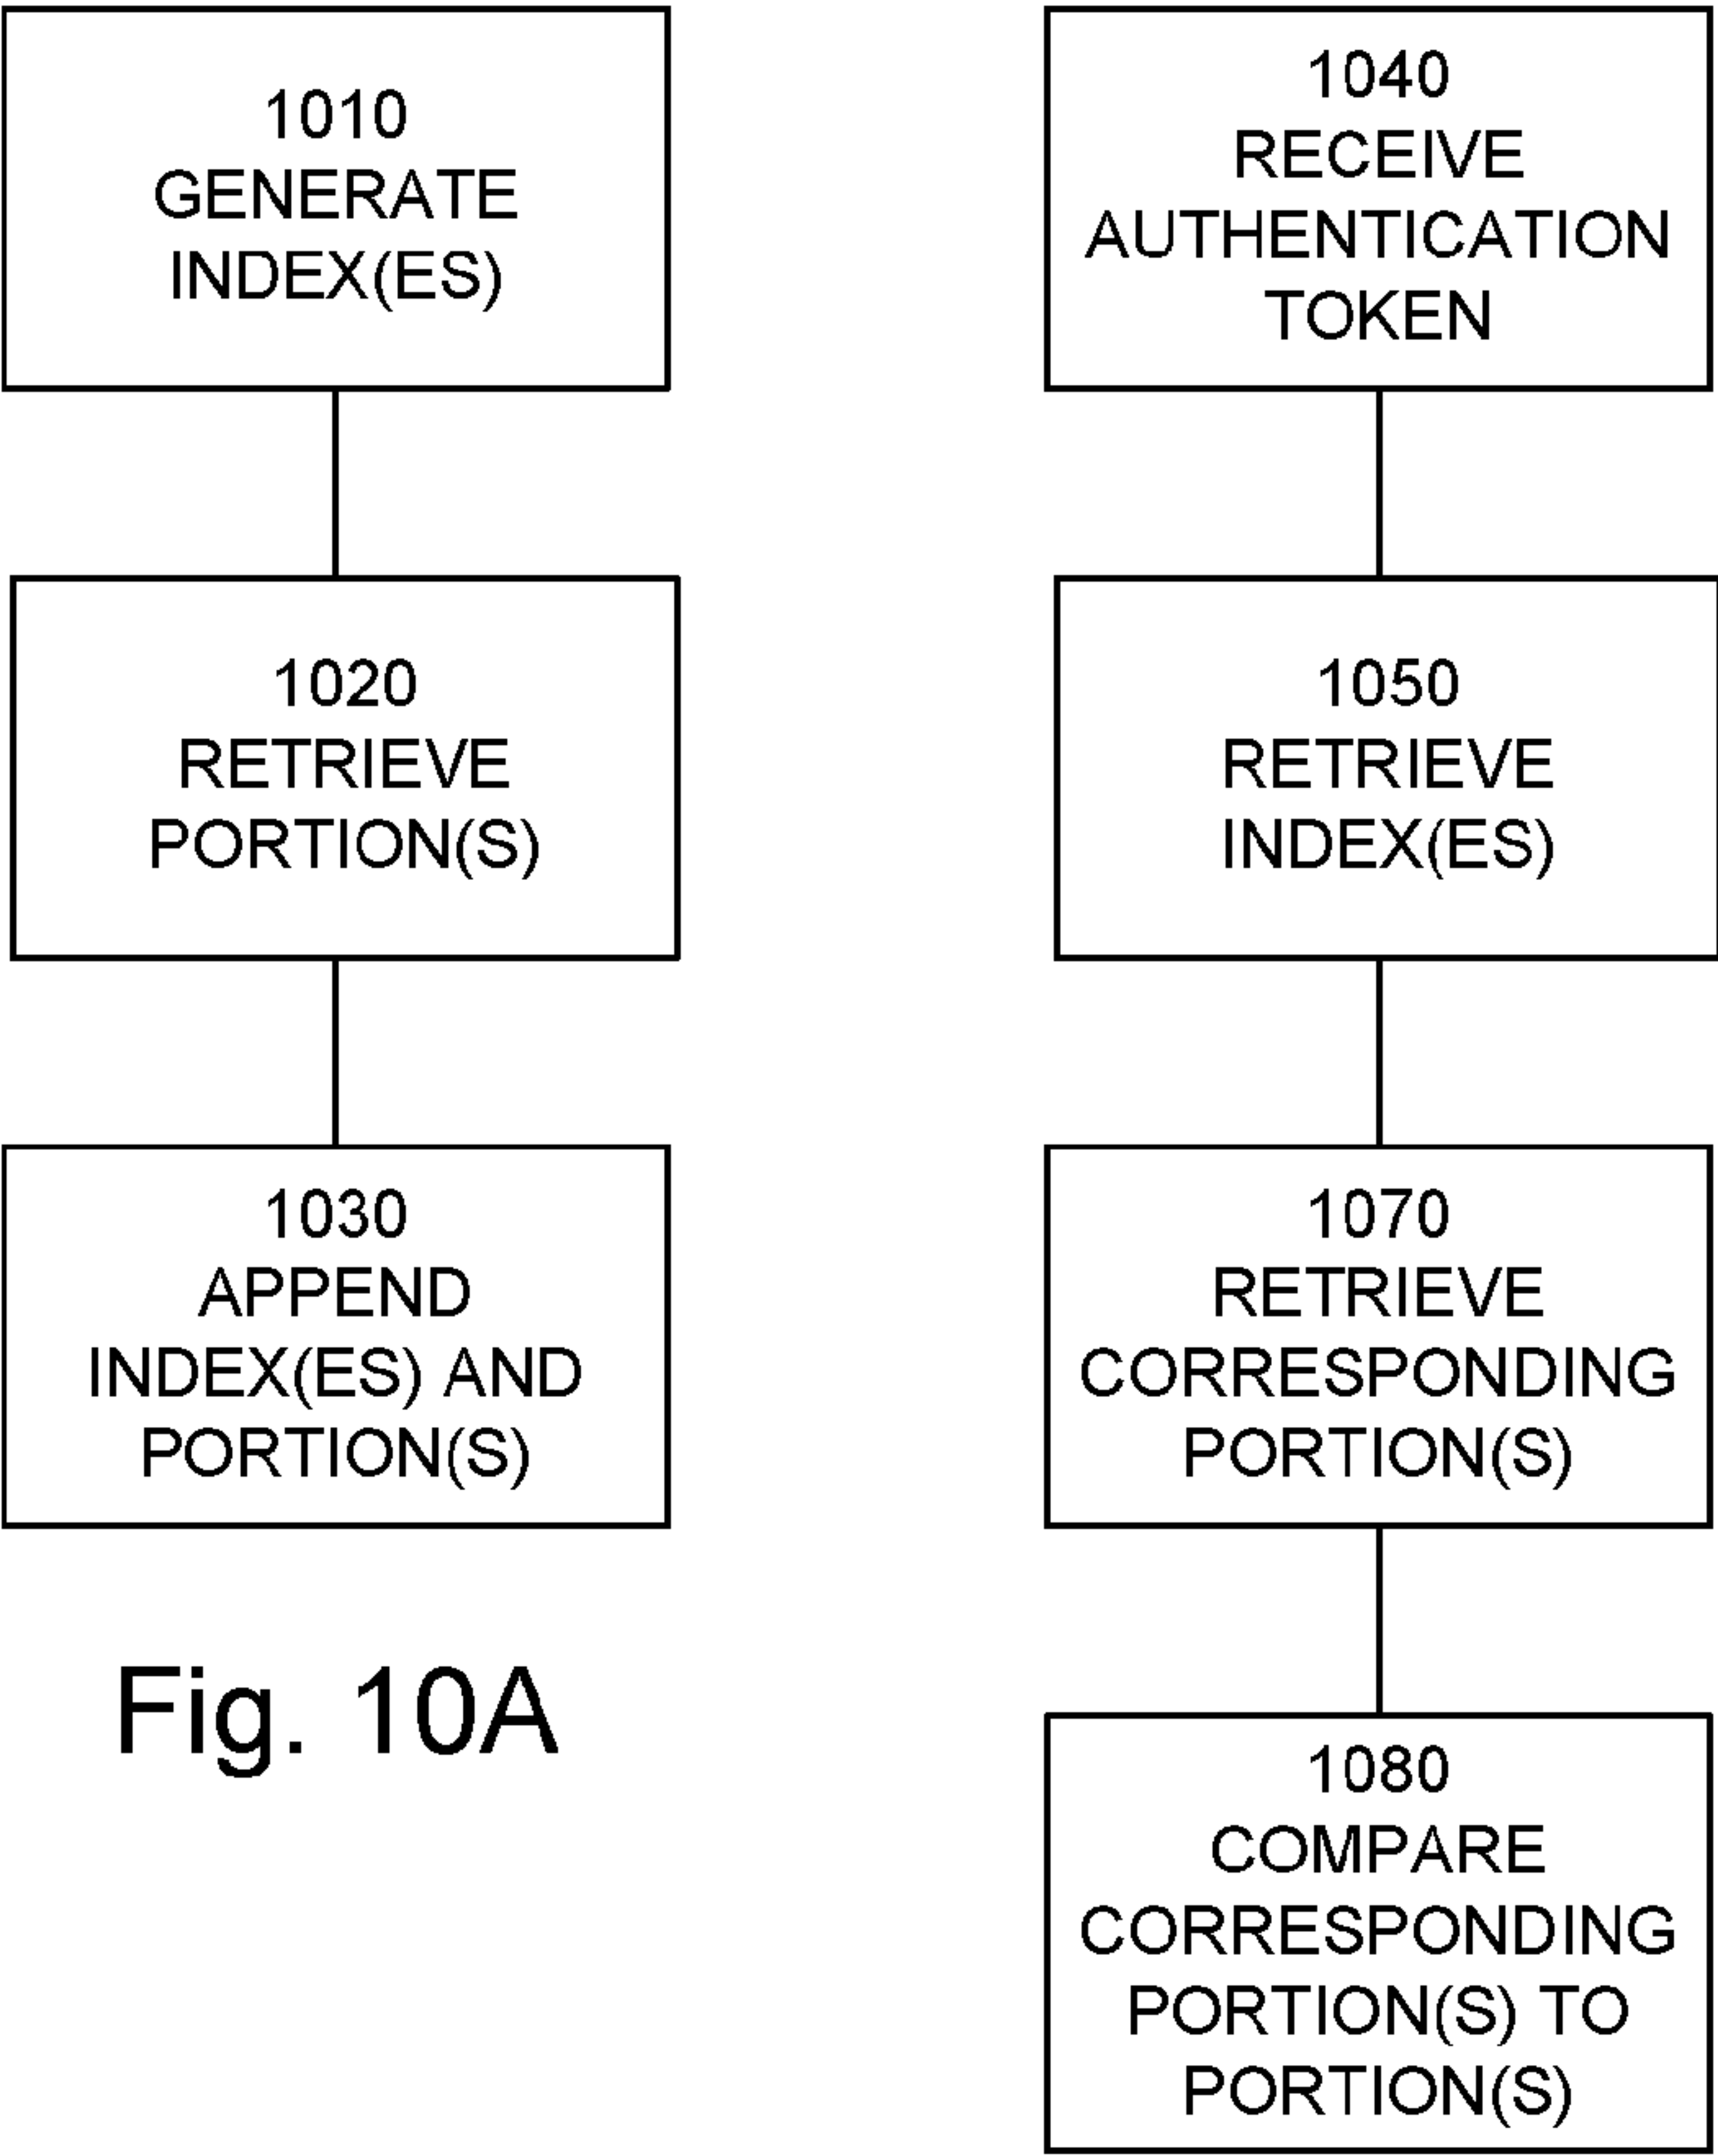 1010
GENERATE
INDEX(ES)
1020
RETRIEVE
PORTION(S)
1030
APPEND
INDEX(ES) AND
PORTION(S)
Fig. 10A
1040
RECEIVE
AUTHENTICATION
TOKEN
1050
RETRIEVE
INDEX(ES)
1070
RETRIEVE
CORRESPONDING
PORTION(S)
1080
COMPARE
CORRESPONDING
PORTION(S) TO
PORTION(S)